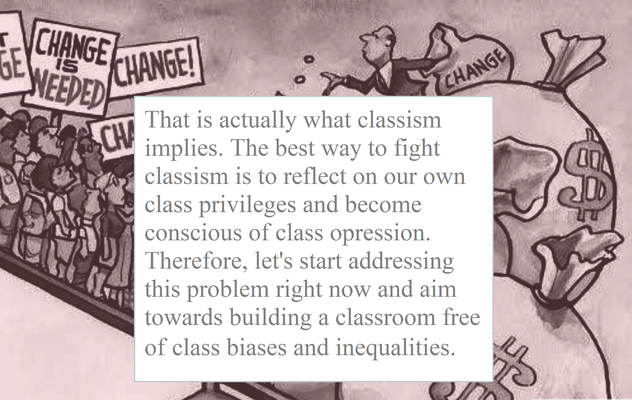 GE
CHANGE
IS
NEEDED
CHANGE!
CHA
CHANGE
$
That is actually what classism
implies. The best way to fight
classism is to reflect on our own
class privileges and become
conscious of class opression.
Therefore, let's start addressing
this problem right now and aim
towards building a classroom free
of class biases and inequalities.
$